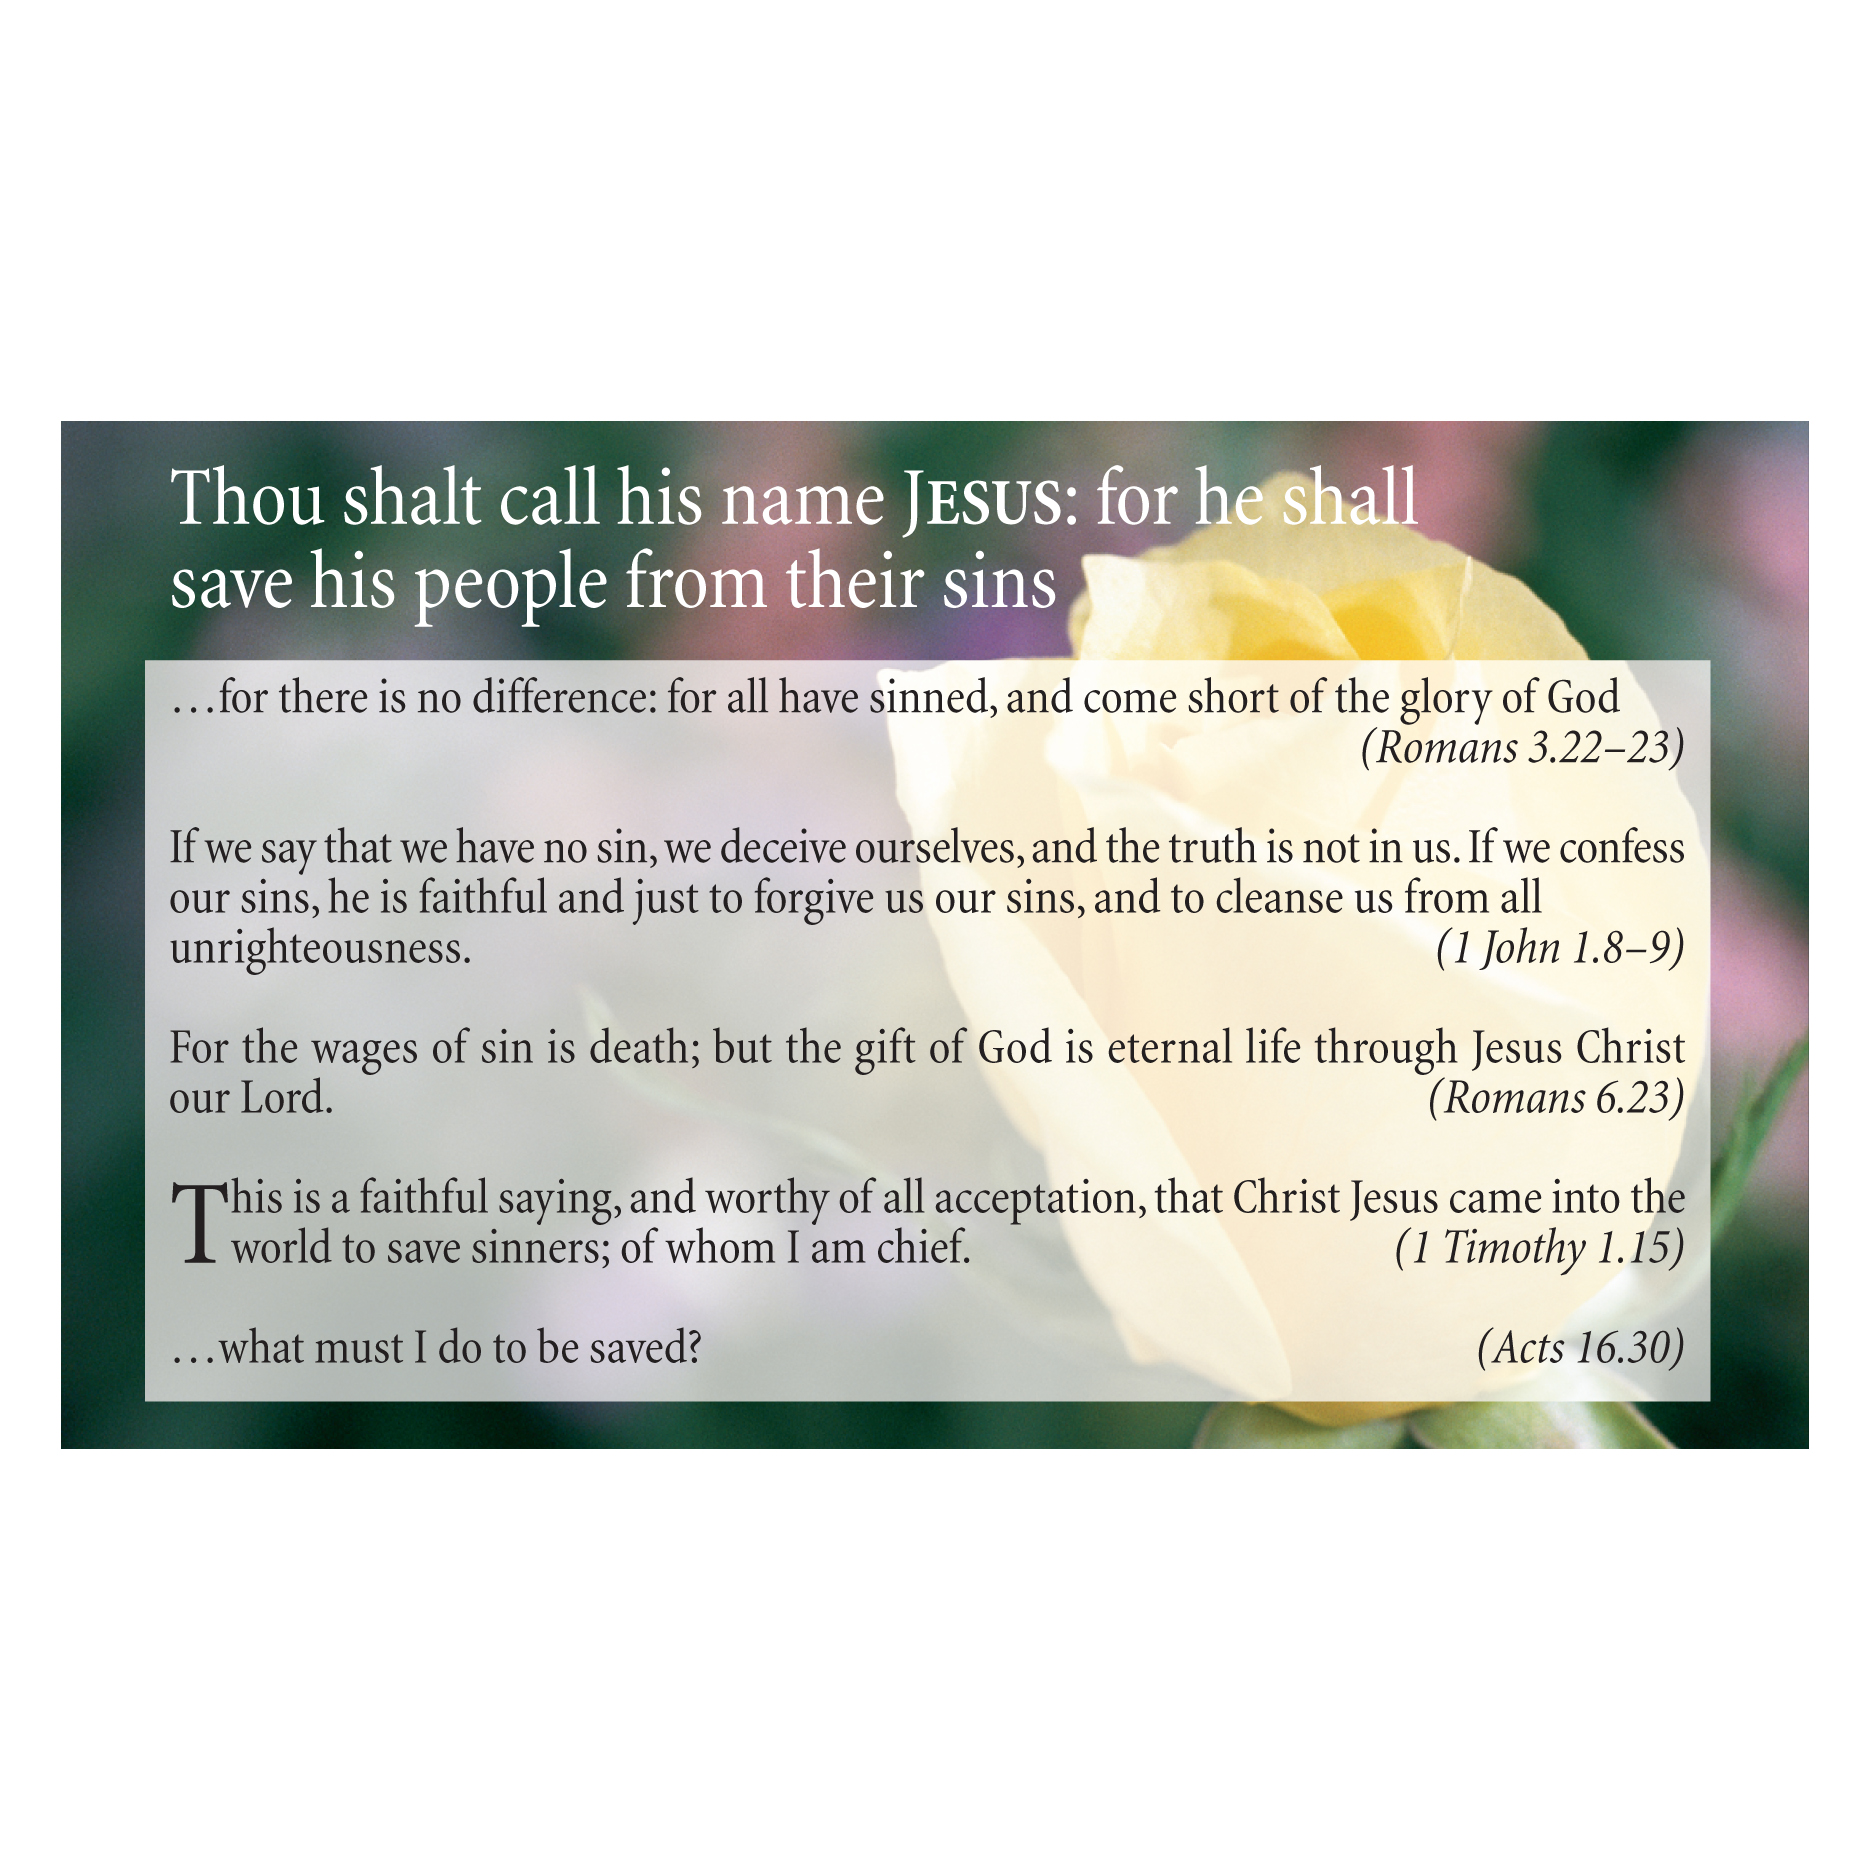 Thou shalt call his name JESUS: for he shall
save his people from their sins
…for there is no difference: for all have sinned, and come short of the glory of God
(Romans 3.22–23)
If we say that we have no sin, we deceive ourselves, and the truth is not in us. If we confess
our sins, he is faithful and just to forgive us our sins, and to cleanse us from all
unrighteousness. (1 John 1.8–9)
For the wages of sin is death; but the gift of God is eternal life through Jesus Christ
our Lord. (Romans 6.23)
This is a faithful saying, and worthy of all acceptation, that Christ Jesus came into the
world to save sinners; of whom I am chief. (1 Timothy 1.15)
…what must I do to be saved? (Acts 16.30)